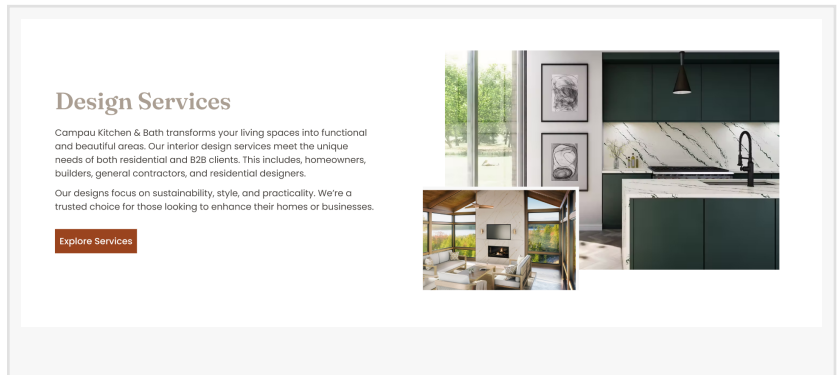 Design Services
Campau Kitchen & Bath transforms your living spaces into functional
and beautiful areas. Our interior design services meet the unique
needs of both residential and B2B clients. This includes, homeowners,
builders, general contractors, and residential designers.
Our designs focus on sustainability, style, and practicality. We're a
trusted choice for those looking to enhance their homes or businesses.
Explore Services